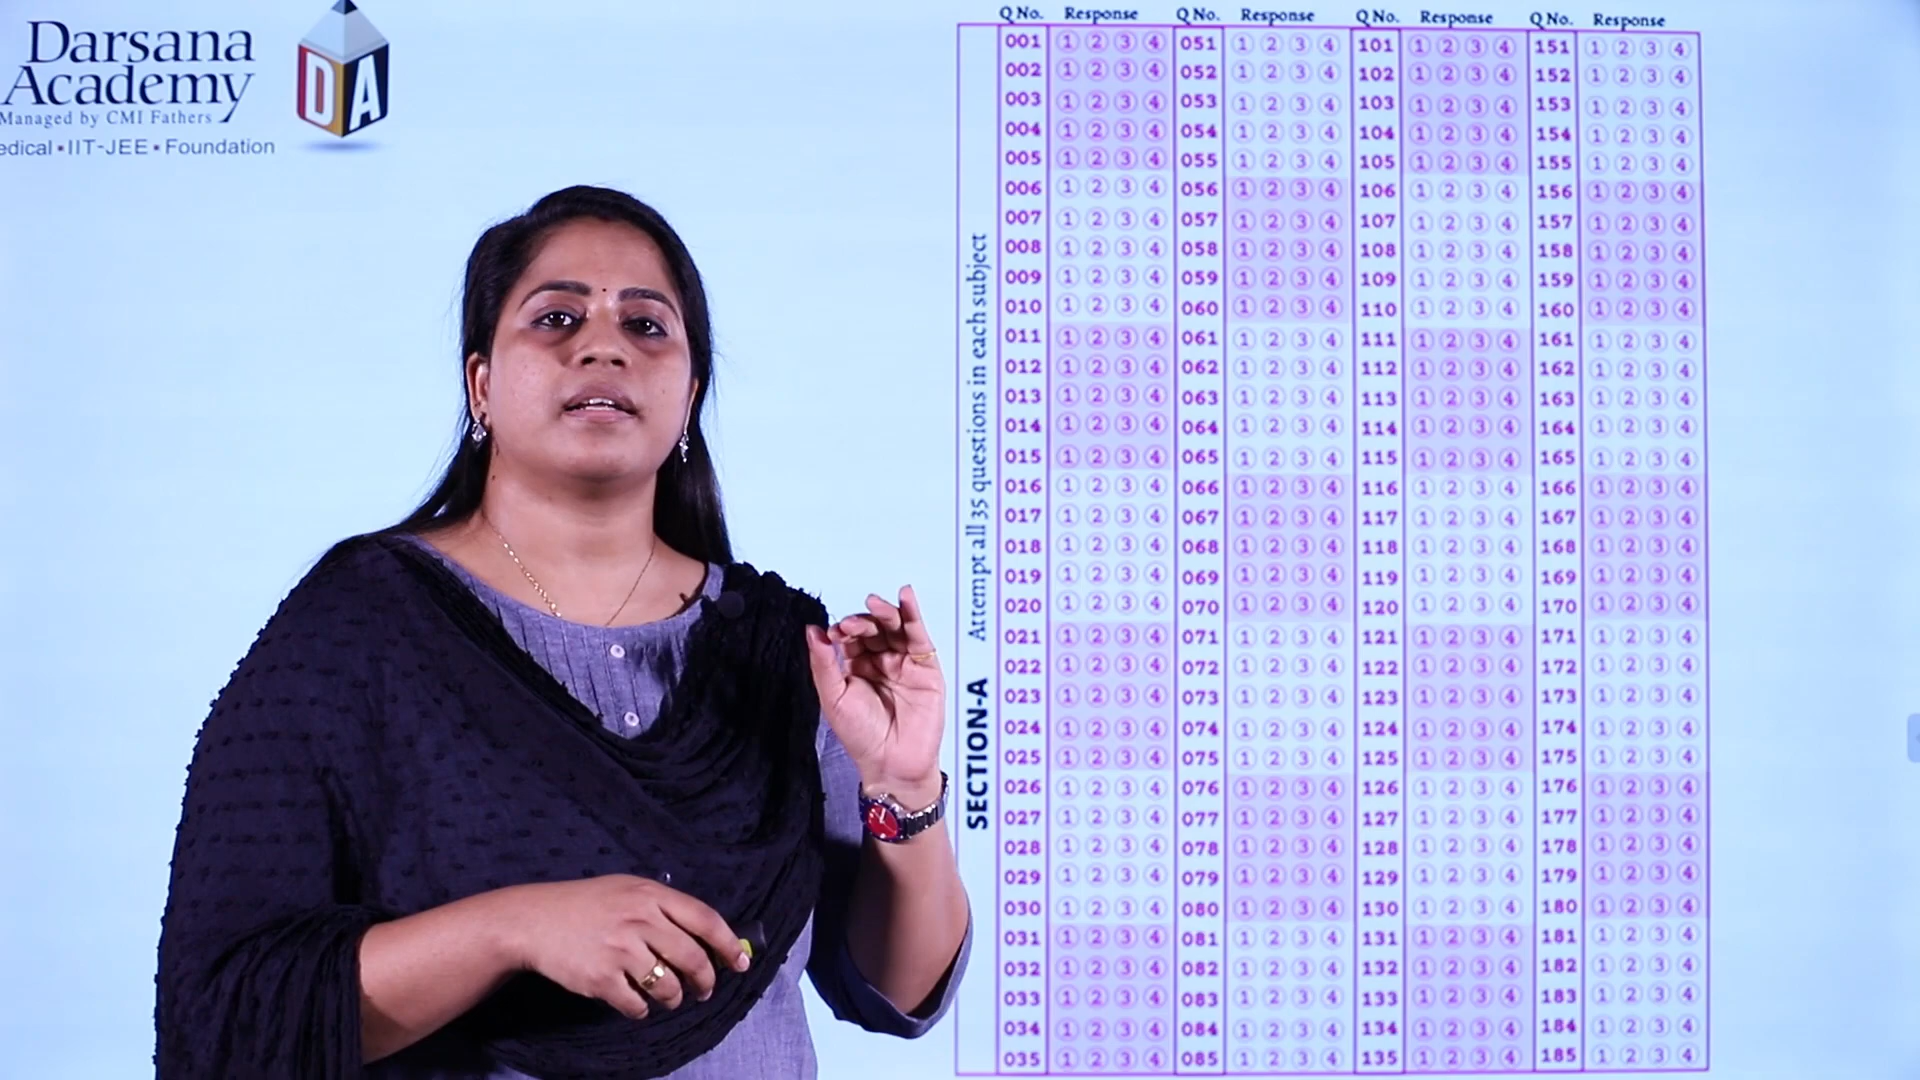 Darsana
Academy
Managed by CMI Fathers
edical ▪ IIT-JEE ▪ Foundation
DA
Q No. Response Q No. Response Q No. Response Q No. Response
SECTION-A Attempt all 35 questions in each subject
001 1 2 3 4 051 1 2 3 4 101 1 2 3 4 151 1 2 3 4
002 1 2 3 4 052 1 2 3 4 102 1 2 3 4 152 1 2 3 4
003 1 2 3 4 053 1 2 3 4 103 1 2 3 4 153 1 2 3 4
004 1 2 3 4 054 1 2 3 4 104 1 2 3 4 154 1 2 3 4
005 1 2 3 4 055 1 2 3 4 105 1 2 3 4 155 1 2 3 4
006 1 2 3 4 056 1 2 3 4 106 1 2 3 4 156 1 2 3 4
007 1 2 3 4 057 1 2 3 4 107 1 2 3 4 157 1 2 3 4
008 1 2 3 4 058 1 2 3 4 108 1 2 3 4 158 1 2 3 4
009 1 2 3 4 059 1 2 3 4 109 1 2 3 4 159 1 2 3 4
010 1 2 3 4 060 1 2 3 4 110 1 2 3 4 160 1 2 3 4
011 1 2 3 4 061 1 2 3 4 111 1 2 3 4 161 1 2 3 4
012 1 2 3 4 062 1 2 3 4 112 1 2 3 4 162 1 2 3 4
013 1 2 3 4 063 1 2 3 4 113 1 2 3 4 163 1 2 3 4
014 1 2 3 4 064 1 2 3 4 114 1 2 3 4 164 1 2 3 4
015 1 2 3 4 065 1 2 3 4 115 1 2 3 4 165 1 2 3 4
016 1 2 3 4 066 1 2 3 4 116 1 2 3 4 166 1 2 3 4
017 1 2 3 4 067 1 2 3 4 117 1 2 3 4 167 1 2 3 4
018 1 2 3 4 068 1 2 3 4 118 1 2 3 4 168 1 2 3 4
019 1 2 3 4 069 1 2 3 4 119 1 2 3 4 169 1 2 3 4
020 1 2 3 4 070 1 2 3 4 120 1 2 3 4 170 1 2 3 4
021 1 2 3 4 071 1 2 3 4 121 1 2 3 4 171 1 2 3 4
022 1 2 3 4 072 1 2 3 4 122 1 2 3 4 172 1 2 3 4
023 1 2 3 4 073 1 2 3 4 123 1 2 3 4 173 1 2 3 4
024 1 2 3 4 074 1 2 3 4 124 1 2 3 4 174 1 2 3 4
025 1 2 3 4 075 1 2 3 4 125 1 2 3 4 175 1 2 3 4
026 1 2 3 4 076 1 2 3 4 126 1 2 3 4 176 1 2 3 4
027 1 2 3 4 077 1 2 3 4 127 1 2 3 4 177 1 2 3 4
028 1 2 3 4 078 1 2 3 4 128 1 2 3 4 178 1 2 3 4
029 1 2 3 4 079 1 2 3 4 129 1 2 3 4 179 1 2 3 4
030 1 2 3 4 080 1 2 3 4 130 1 2 3 4 180 1 2 3 4
031 1 2 3 4 081 1 2 3 4 131 1 2 3 4 181 1 2 3 4
032 1 2 3 4 082 1 2 3 4 132 1 2 3 4 182 1 2 3 4
033 1 2 3 4 083 1 2 3 4 133 1 2 3 4 183 1 2 3 4
034 1 2 3 4 084 1 2 3 4 134 1 2 3 4 184 1 2 3 4
035 1 2 3 4 085 1 2 3 4 135 1 2 3 4 185 1 2 3 4